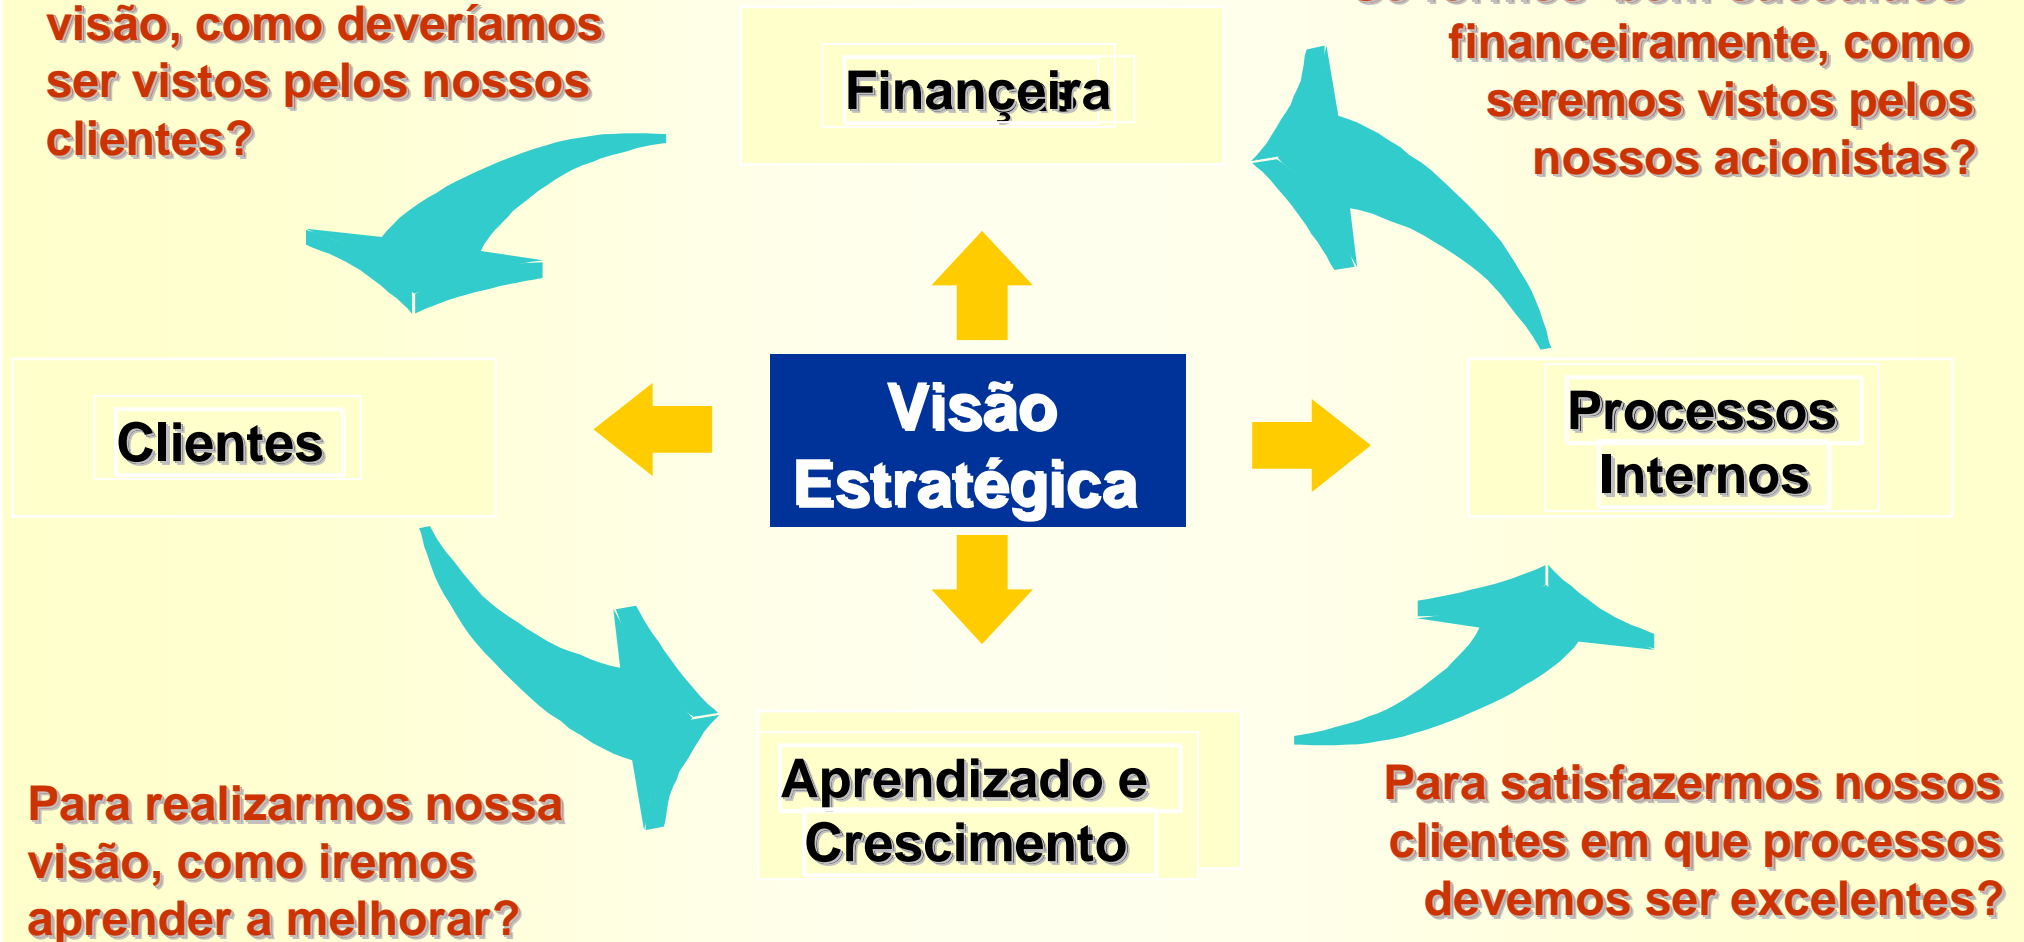 visão, como deveríamos
ser vistos pelos nossos
clientes?
financeiramente, como
seremos vistos pelos
nossos acionistas?
Clientes
Visão
Estratégica
Processos
Internos
Para realizarmos nossa
visão, como iremos
aprender a melhorar?
Aprendizado e
Crescimento
Para satisfazermos nossos
clientes em que processos
devemos ser excelentes?